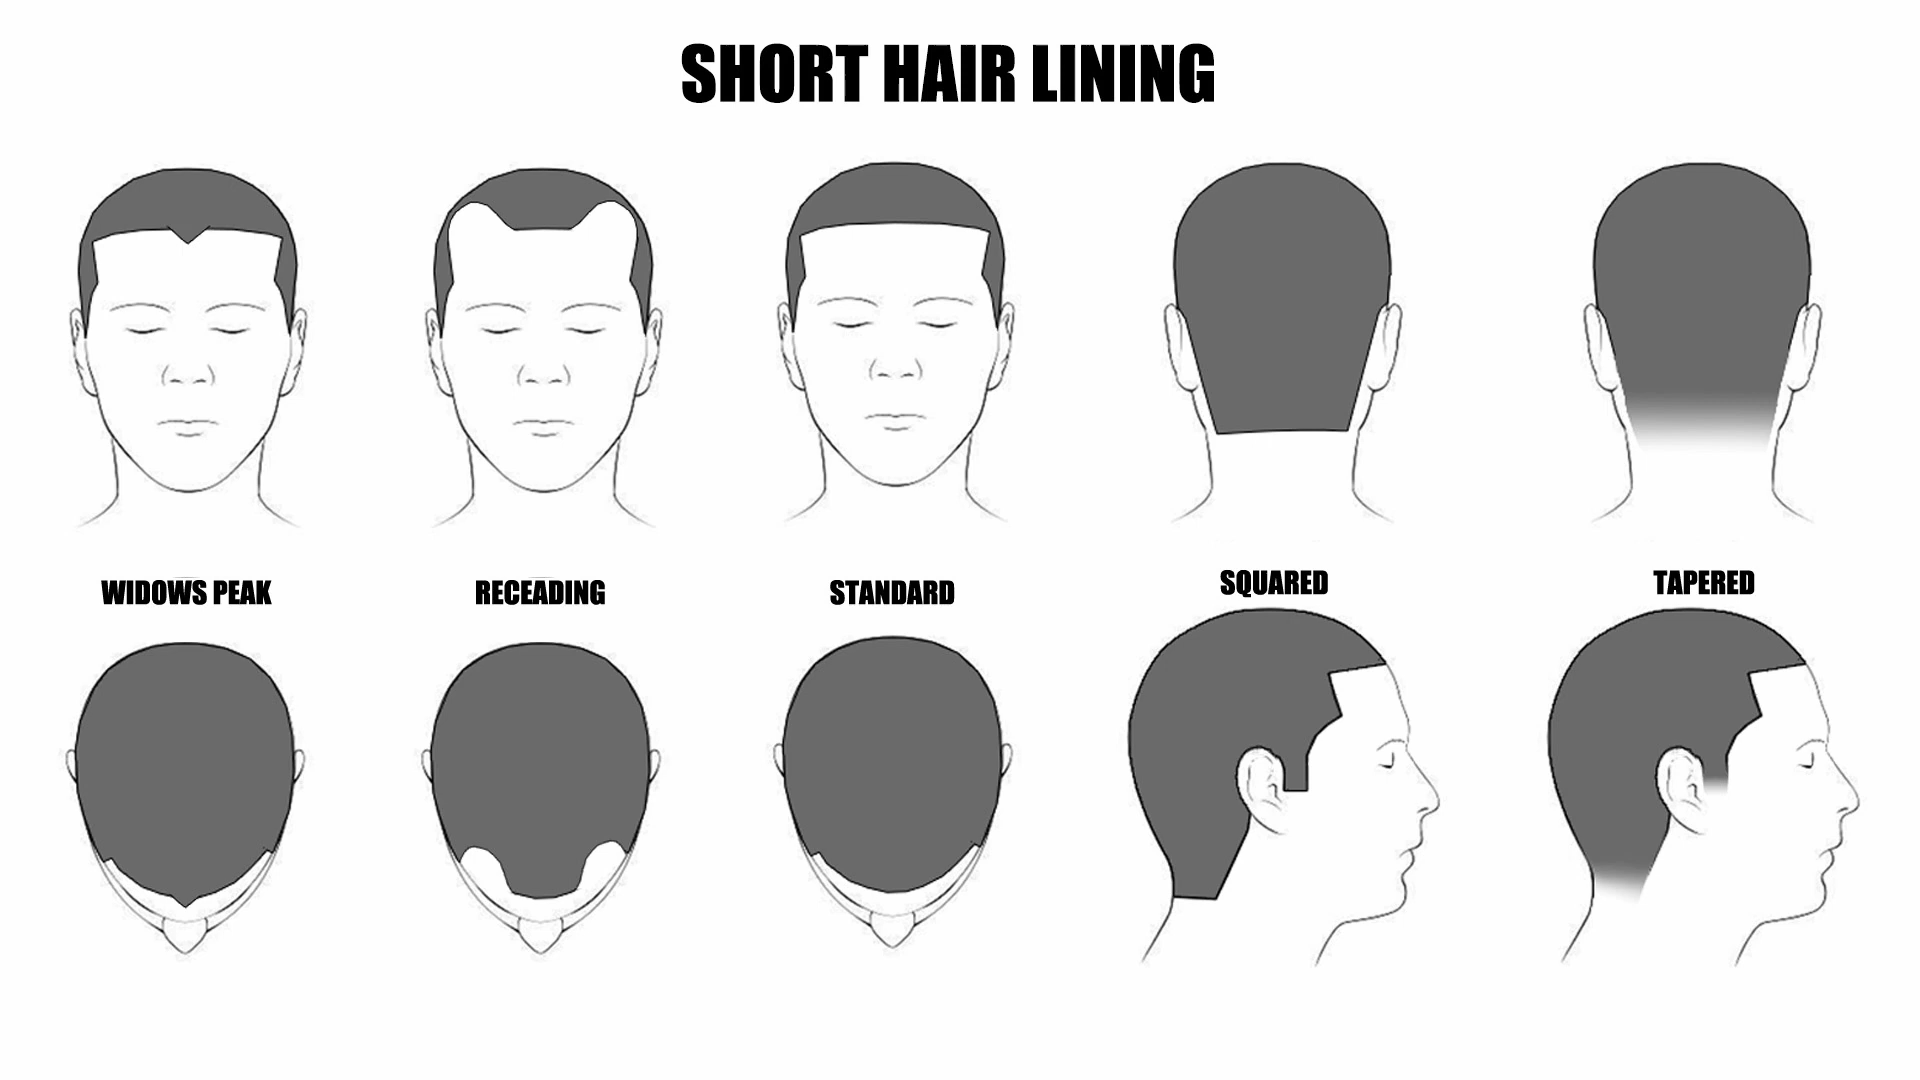 SHORT HAIR LINING
WIDOWS PEAK
RECEADING
STANDARD
SQUARED
TAPERED